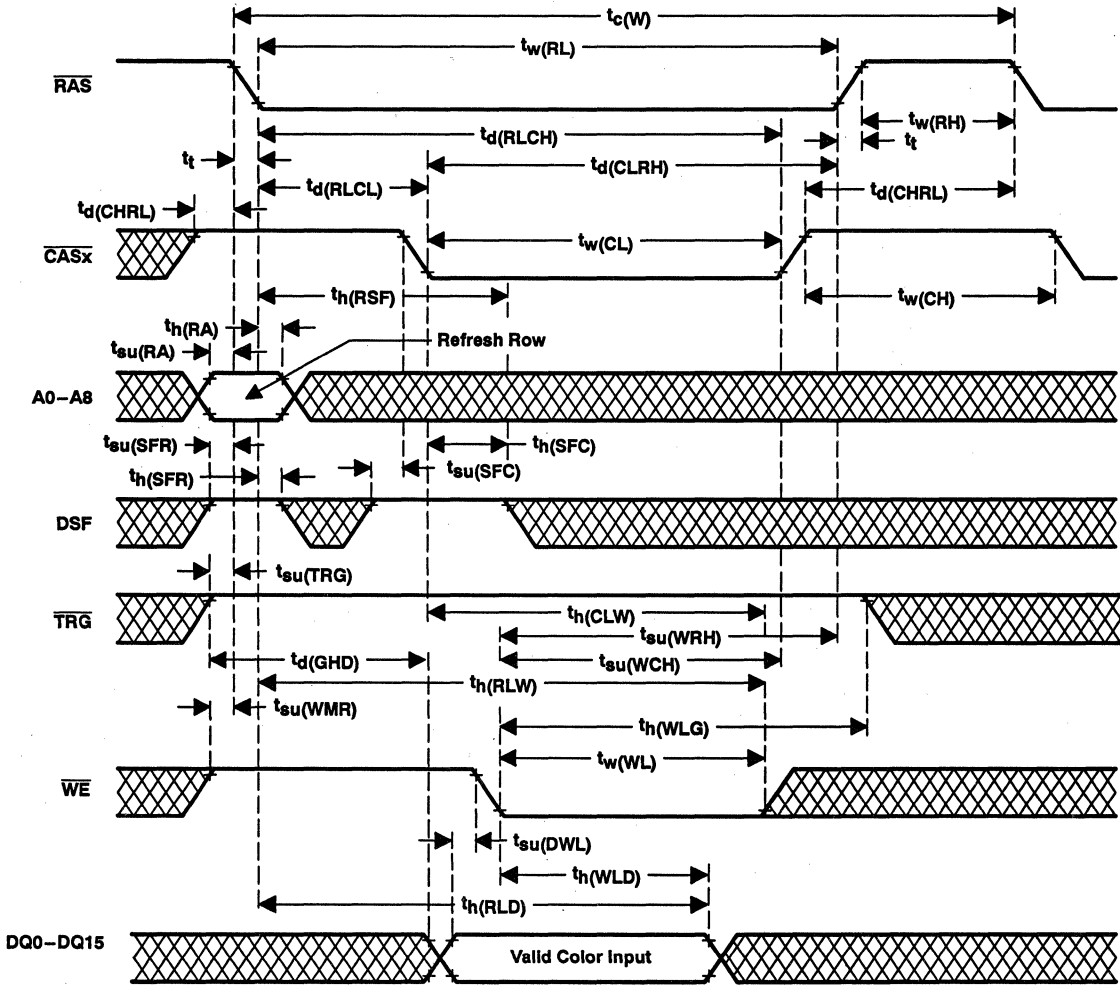 tc(W)
tw(RL)
RAS
tw(RH)
td(RLCH)
tt
tt
td(CLRH)
td(RLCL)
td(CHRL)
td(CHRL)
CASx
tw(CL)
th(RSF)
tw(CH)
th(RA)
Refresh Row
tsu(RA)
A0–A8
tsu(SFR)
th(SFC)
tsu(SFC)
th(SFR)
DSF
tsu(TRG)
TRG
th(CLW)
tsu(WRH)
td(GHD)
tsu(WCH)
th(RLW)
tsu(WMR)
th(WLG)
tw(WL)
WE
tsu(DWL)
th(WLD)
th(RLD)
DQ0–DQ15
Valid Color Input